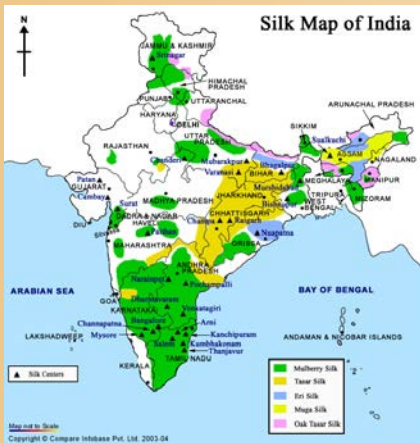 Silk Map of India
N
JAMMU & KASHMIR
Srinagar
HIMACHAL
PRADESH
PUNJAB
UTTARANCHAL
HARYANA
DELHI
ARUNACHAL PRADESH
SIKKIM
Sualkuchi
ASSAM
NAGALAND
RAJASTHAN
UTTAR
PRADESH
Chanderi
Mubarakpur
Varanasi
Bhagalpur
BIHAR
MEGHALAYA
MANIPUR
Murshidabad
TRIPURA
MIZORAM
Patan
GUJARAT
Cambay
MADHYA PRADESH
JHARKHAND
WEST
BENGAL
Bishnupur
Surat
DIU
DADRA & NADAR
HAVELI
Silvassa
CHHATTISGARH
Champa
Raigarh
Paithan
MAHARASHTRA
ORISSA
Nuapatna
ANDHRA
PRADESH
Narainpet
Pochampalli
ARABIAN SEA
BAY OF BENGAL
GOA
Dharmavaram
KARNATAKA
Venkatagiri
Bangalore
Channapatna
Arni
Mysore
Kanchipuram
Salem
Kumbhakonam
Thanjavur
TAMIL NADU
KERALA
LAKSHADWEEP
ANDAMAN & NICOBAR ISLANDS
Silk Centers
Mulberry Silk
Tasar Silk
Eri Silk
Muga Silk
Oak Tasar Silk
Map not to Scale
Copyright © Compare Infobase Pvt. Ltd. 2003-04